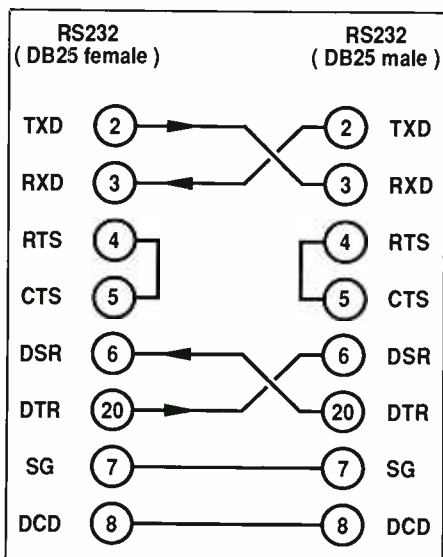 RS232 RS232
( DB25 female ) ( DB25 male )
TXD 2 2 TXD
RXD 3 3 RXD
RTS 4 4 RTS
CTS 5 5 CTS
DSR 6 6 DSR
DTR 20 20 DTR
SG 7 7 SG
DCD 8 8 DCD